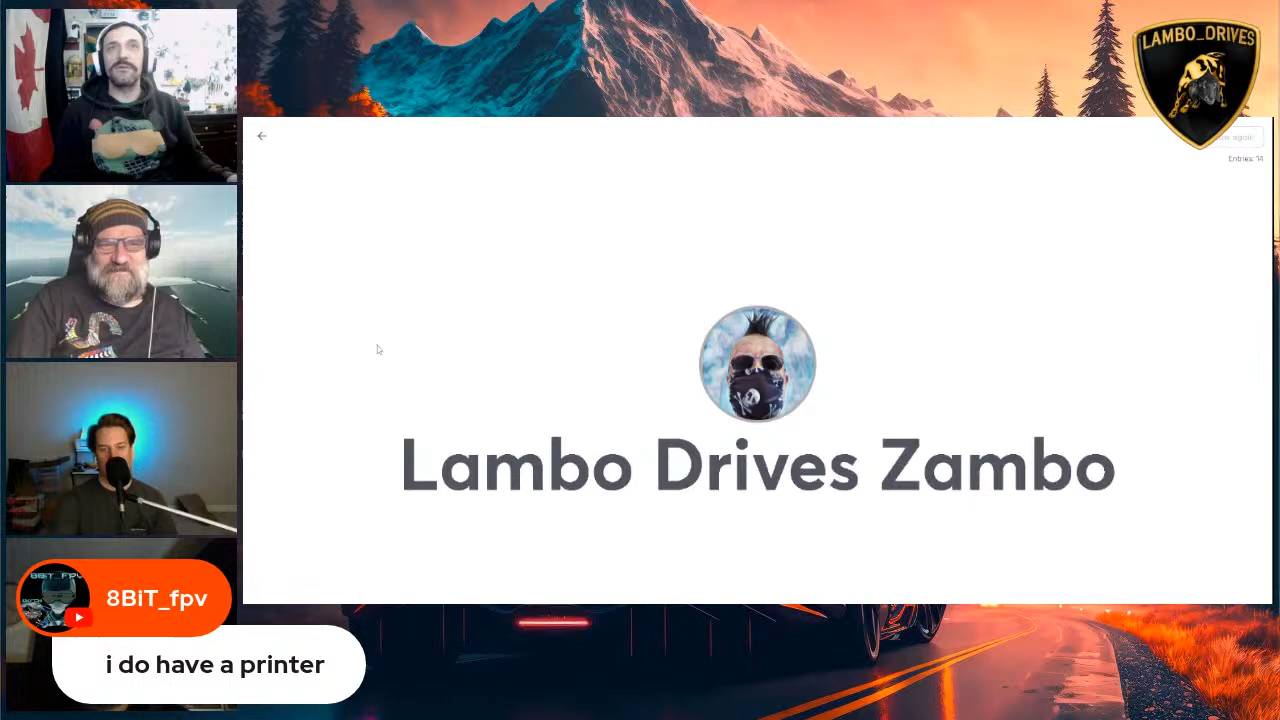 LAMBO_DRIVES
Entries: 14
Lambo Drives Zambo
8BiT_fpv
i do have a printer